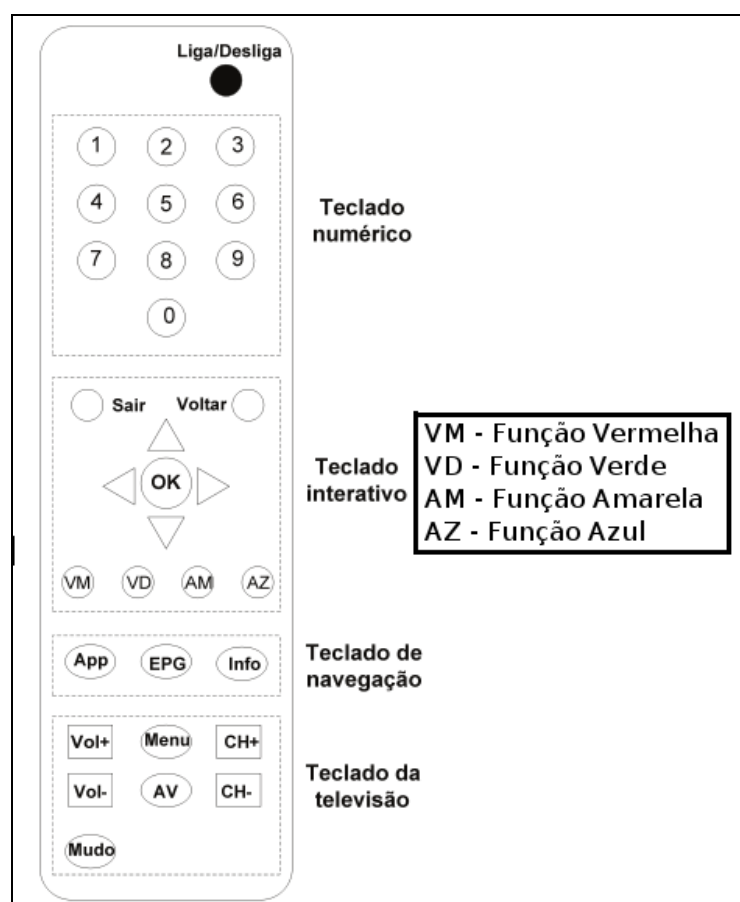 Liga/Desliga
1 2 3
4 5 6
7 8 9
0
Teclado
numérico
Sair Voltar
OK
VM VD AM AZ
Teclado
interativo
VM - Função Vermelha
VD - Função Verde
AM - Função Amarela
AZ - Função Azul
App EPG Info
Teclado de
navegação
Vol+ Menu CH+
Vol- AV CH-
Mudo
Teclado da
televisão